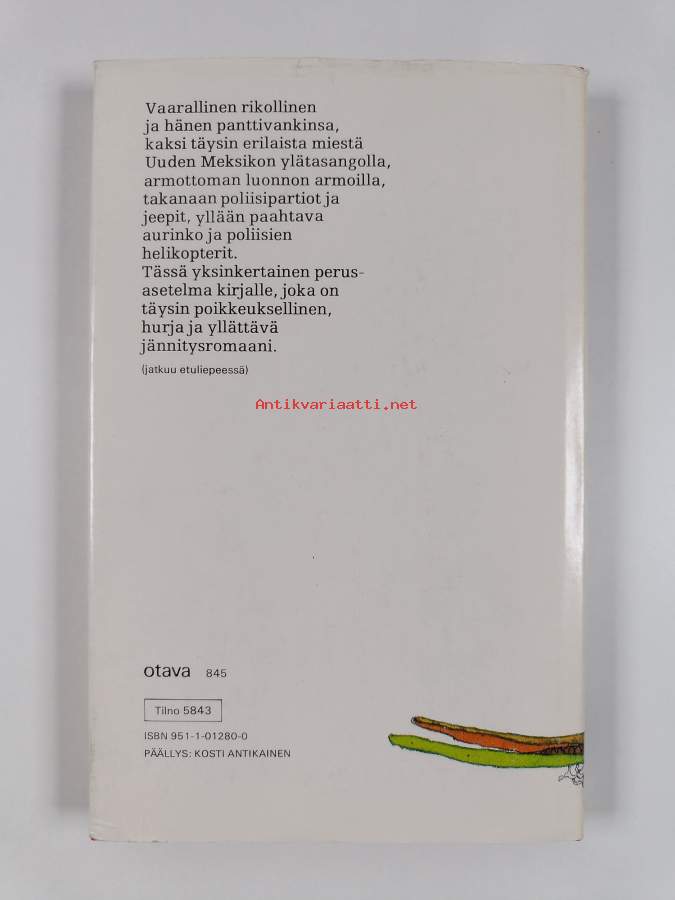 Vaarallinen rikollinen
ja hänen panttivankinsa,
kaksi täysin erilaista miestä
Uuden Meksikon ylätasangolla,
armottoman luonnon armoilla,
takanaan poliisipartiot ja
jeepit, yllään paahtava
aurinko ja poliisien
helikopterit.
Tässä yksinkertainen perus-
asetelma kirjalle, joka on
täysin poikkeuksellinen,
hurja ja yllättävä
jännitysromaani.
(jatkuu etuliepeessä)
Antikvariaatti.net
otava 845
Tilno 5843
ISBN 951-1-01280-0
PÄÄLLYS: KOSTI ANTIKAINEN